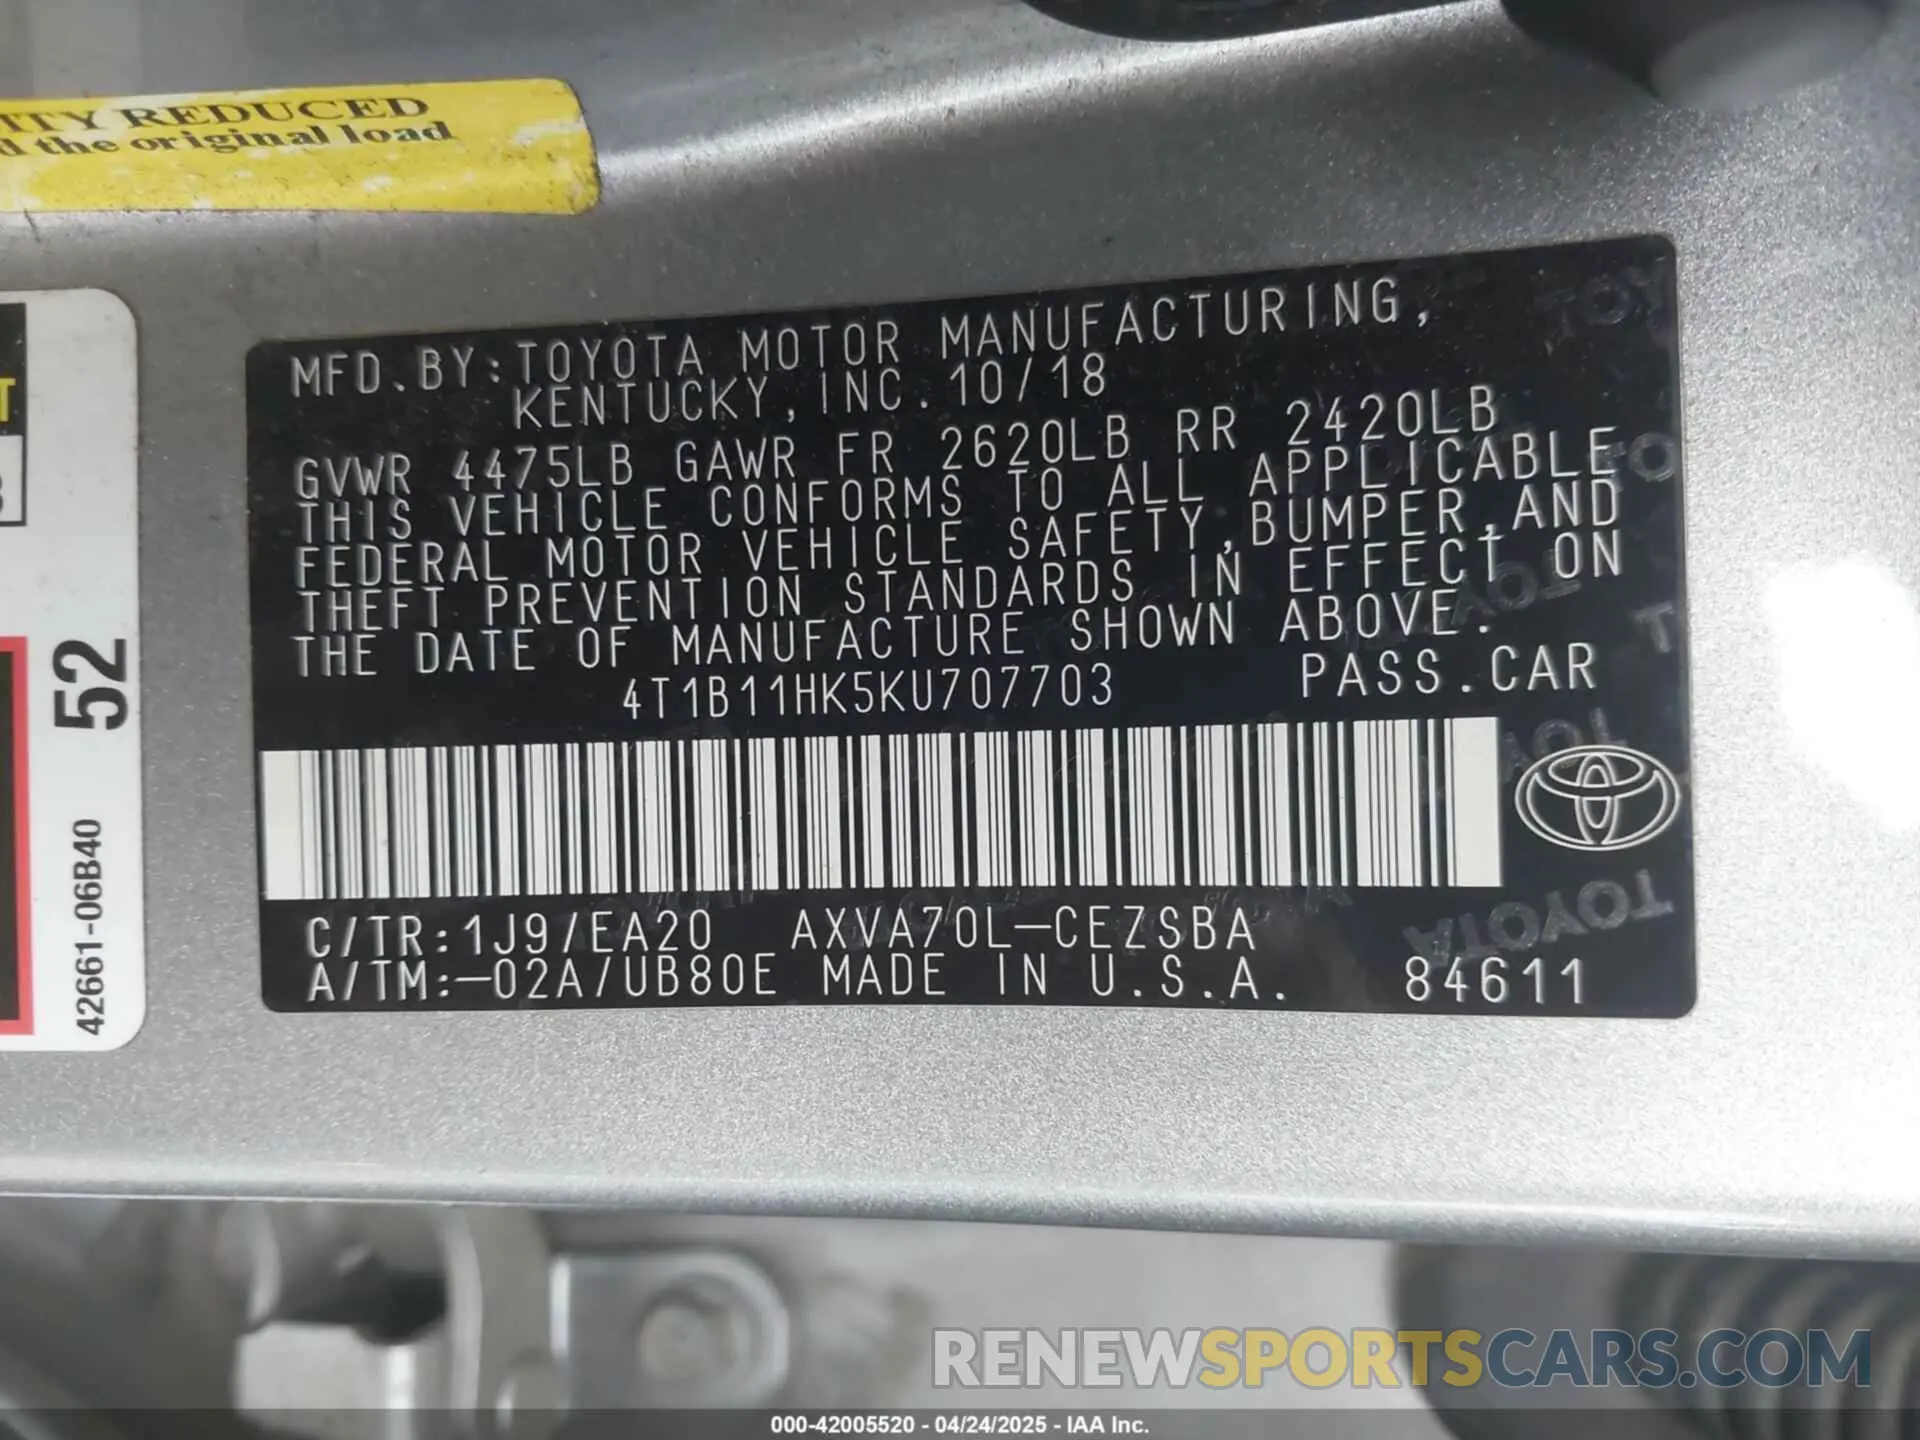 ITY REDUCED
d the original load
MFD.BY:TOYOTA MOTOR MANUFACTURING,
KENTUCKY,INC.10/18
GVWR 4475LB GAWR FR 2620LB RR 2420LB
THIS VEHICLE CONFORMS TO ALL APPLICABLE
FEDERAL MOTOR VEHICLE SAFETY,BUMPER,AND
THEFT PREVENTION STANDARDS IN EFFECT ON
THE DATE OF MANUFACTURE SHOWN ABOVE.
4T1B11HK5KU707703 PASS.CAR
C/TR:1J9/EA20 AXVA70L-CEZSBA
A/TM:-02A/UB80E MADE IN U.S.A. 84611
TOYOTA
52
42661-06B40
RENEWSPORTSCARS.COM
000-42005520 - 04/24/2025 - IAA Inc.